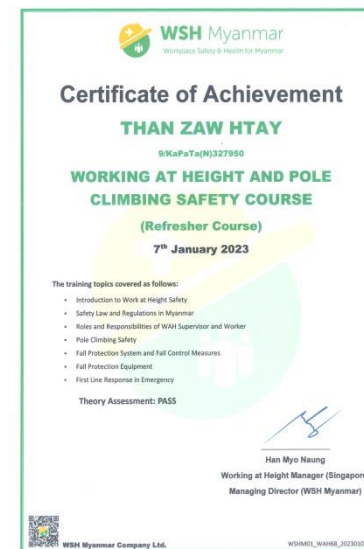 WSH Myanmar
Workplace Safety & Health for Myanmar
Certificate of Achievement
THAN ZAW HTAY
9/KaPaTa(N)327950
WORKING AT HEIGHT AND POLE
CLIMBING SAFETY COURSE
(Refresher Course)
7th January 2023
The training topics covered as follows:
• Introduction to Work at Height Safety
• Safety Law and Regulations in Myanmar
• Roles and Responsibilities of WAH Supervisor and Worker
• Pole Climbing Safety
• Fall Protection System and Fall Control Measures
• Fall Protection Equipment
• First Line Response in Emergency
Theory Assessment: PASS
Han Myo Naung
Working at Height Manager (Singapore
Managing Director (WSH Myanmar)
WSH Myanmar Company Ltd.
WSHM01_WAH68_2023010